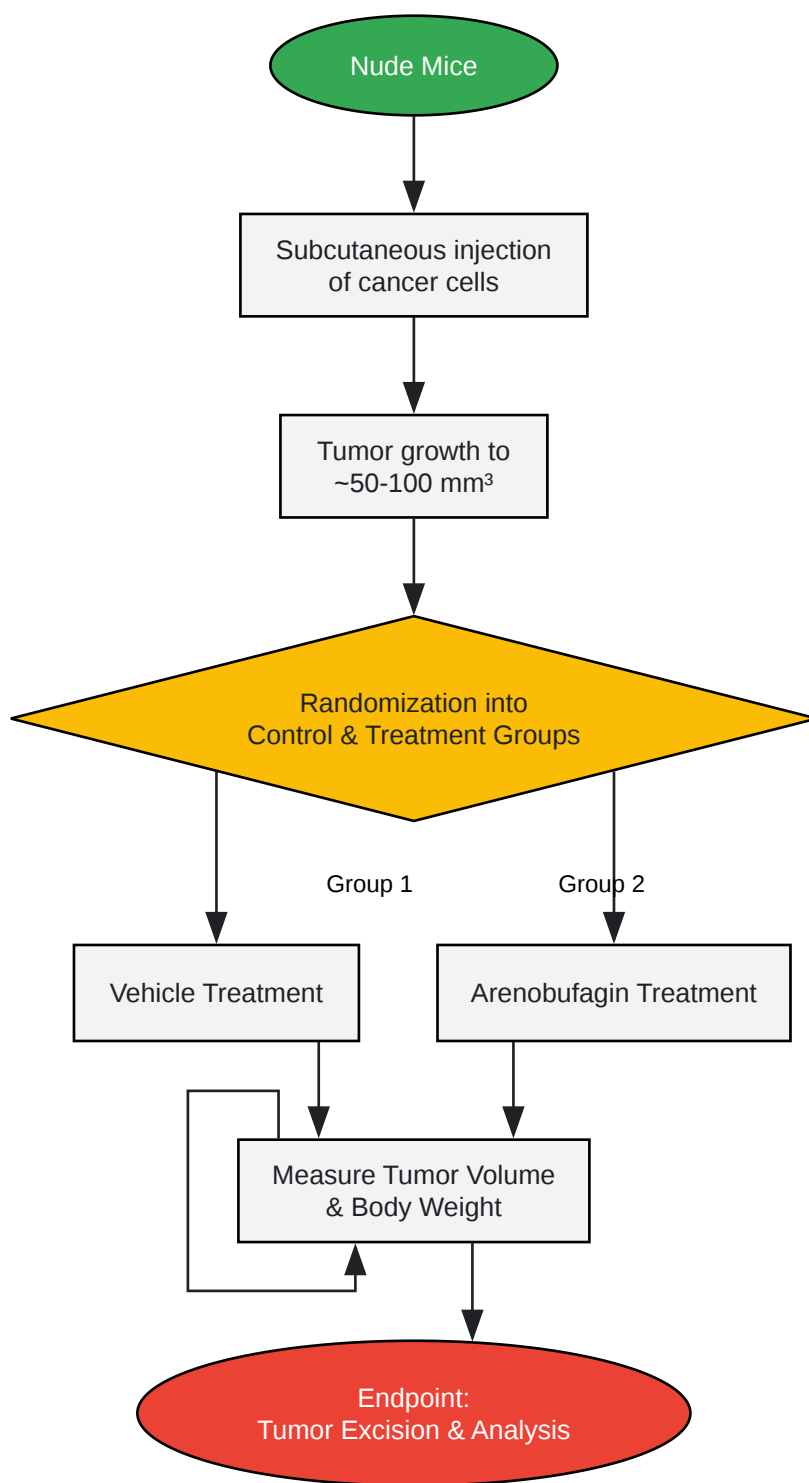 Nude Mice
Subcutaneous injection
of cancer cells
Tumor growth to
~50-100 mm³
Randomization into
Control & Treatment Groups
Group 1
Group 2
Vehicle Treatment
Arenobufagin Treatment
Measure Tumor Volume
& Body Weight
Endpoint:
Tumor Excision & Analysis